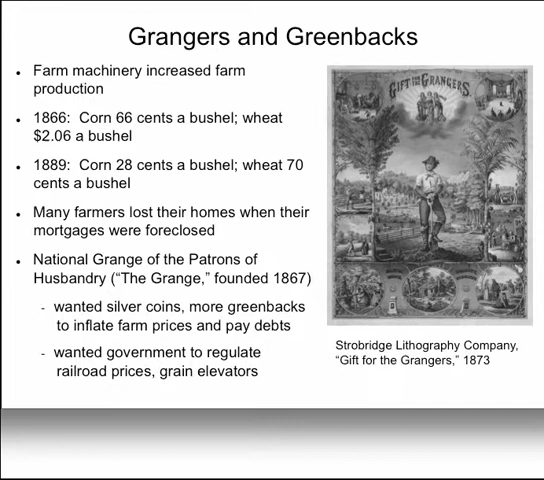 Grangers and Greenbacks
• Farm machinery increased farm
production
• 1866: Corn 66 cents a bushel; wheat
$2.06 a bushel
• 1889: Corn 28 cents a bushel; wheat 70
cents a bushel
• Many farmers lost their homes when their
mortgages were foreclosed
• National Grange of the Patrons of
Husbandry (“The Grange,” founded 1867)
- wanted silver coins, more greenbacks
to inflate farm prices and pay debts
- wanted government to regulate
railroad prices, grain elevators
GIFT FOR THE GRANGERS.
Strobridge Lithography Company,
“Gift for the Grangers,” 1873